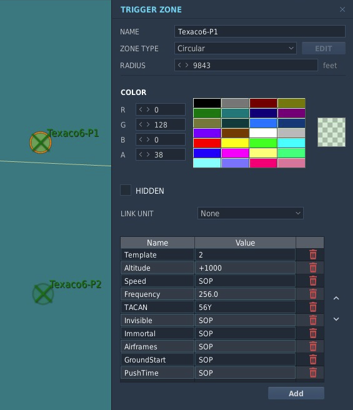 TRIGGER ZONE
NAME Texaco6-P1
ZONE TYPE Circular EDIT
RADIUS 9843 feet
COLOR
R 0
G 128
B 0
A 38
HIDDEN
LINK UNIT None
Name Value
Template 2
Altitude +1000
Speed SOP
Frequency 256.0
TACAN 56Y
Invisible SOP
Immortal SOP
Airframes SOP
GroundStart SOP
PushTime SOP
Add
Texaco6-P1
Texaco6-P2